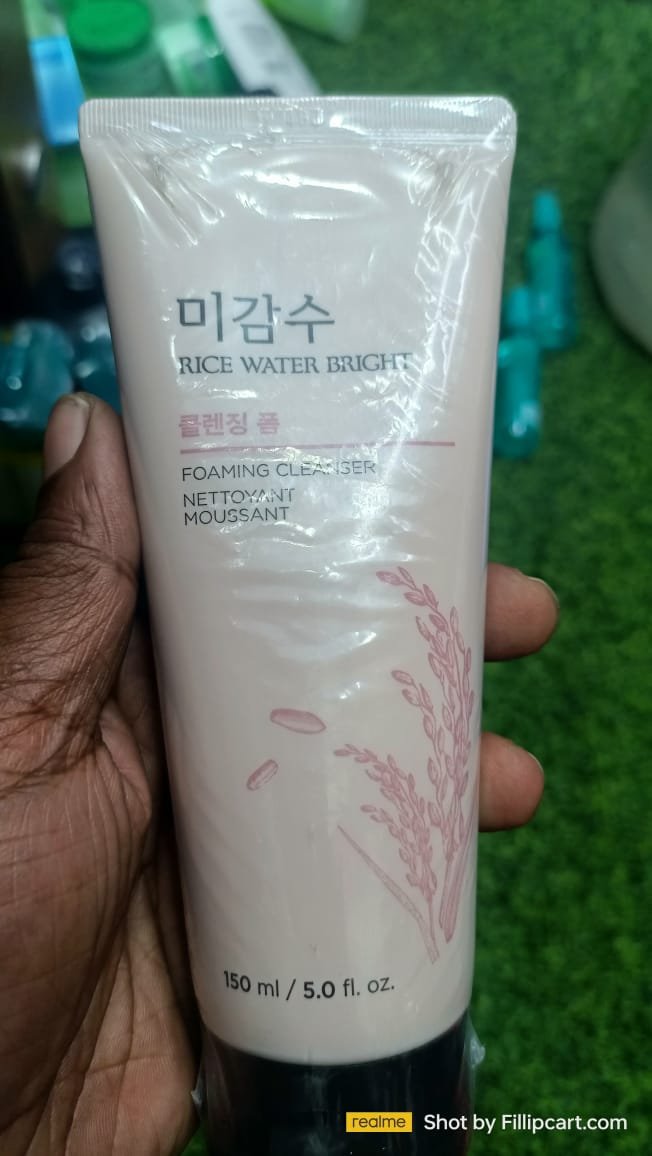 미감수
RICE WATER BRIGHT
클렌징 폼
FOAMING CLEANSER
NETTOYANT
MOUSSANT
150 ml / 5.0 fl. oz.
realme Shot by Fillipcart.com